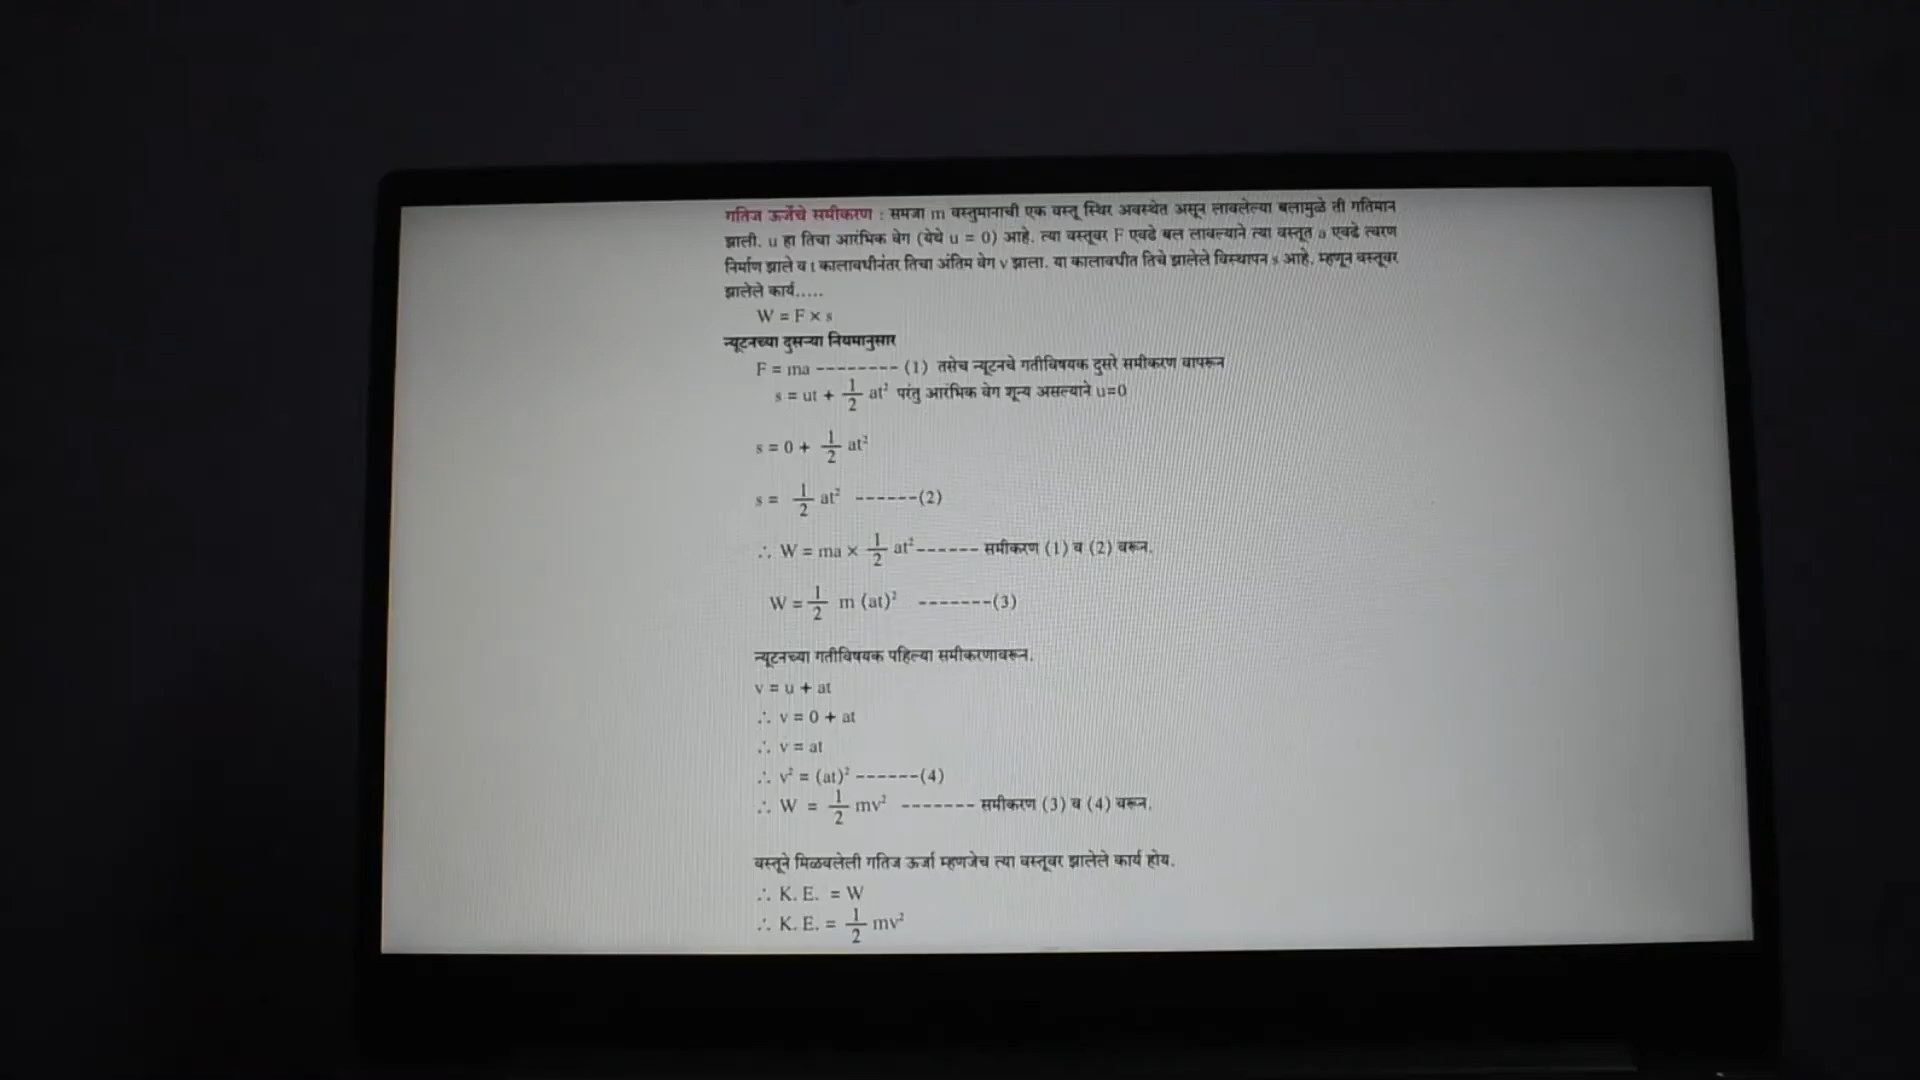 गतिज ऊर्जेचे समीकरण : समजा m वस्तुमानाची एक वस्तू स्थिर अवस्थेत असून लावलेल्या बलामुळे ती गतिमान
झाली. u हा तिचा आरंभिक वेग (येथे u = 0) आहे. त्या वस्तूवर F एवढे बल लावल्याने त्या वस्तूत a एवढे त्वरण
निर्माण झाले व t कालावधीनंतर तिचा अंतिम वेग v झाला. या कालावधीत तिचे झालेले विस्थापन s आहे. म्हणून वस्तूवर
झालेले कार्य.....
W = F × s
न्यूटनच्या दुसऱ्या नियमानुसार
F = ma -------- (1) तसेच न्यूटनचे गतीविषयक दुसरे समीकरण वापरून
s = ut + 1/2 at² परंतु आरंभिक वेग शून्य असल्याने u=0
s = 0 + 1/2 at²
s = 1/2 at² ------(2)
∴ W = ma × 1/2 at²------ समीकरण (1) व (2) वरून.
W = 1/2 m (at)² -------(3)
न्यूटनच्या गतीविषयक पहिल्या समीकरणावरून.
v = u + at
∴ v = 0 + at
∴ v = at
∴ v² = (at)² ------(4)
∴ W = 1/2 mv² ------- समीकरण (3) व (4) वरून.
वस्तूने मिळवलेली गतिज ऊर्जा म्हणजेच त्या वस्तूवर झालेले कार्य होय.
∴ K. E. = W
∴ K. E. = 1/2 mv²